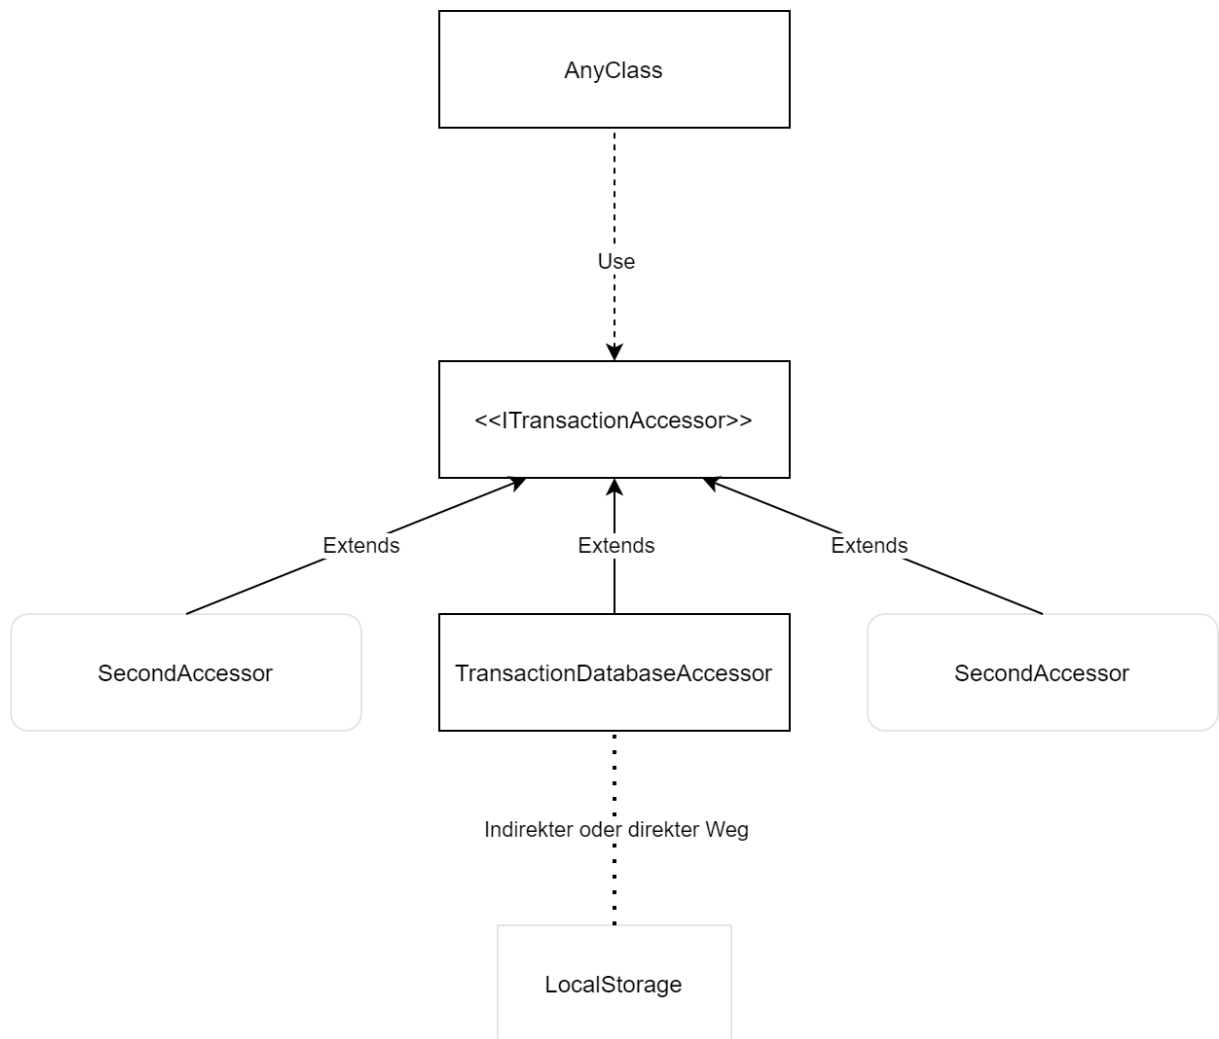 AnyClass
Use
<<ITransactionAccessor>>
Extends
Extends
Extends
SecondAccessor
TransactionDatabaseAccessor
SecondAccessor
Indirekter oder direkter Weg
LocalStorage